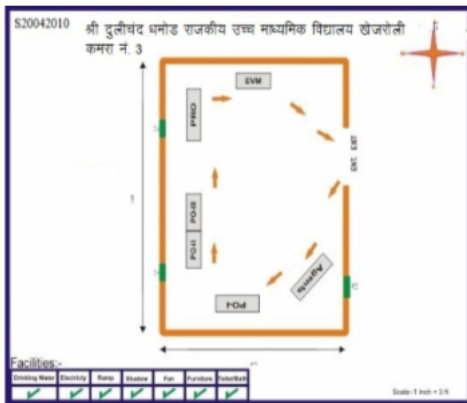 S20042010
श्री दुलीचंद धमोड राजकीय उच्च माध्यमिक विद्यालय खेजरोली
कमरा नं. 3
EVM
PRO
ENT. EXIT
PO-III
PO-II
Agents
PO-I
Facilities:-
Drinking Water Electricity Ramp Shadow Fan Furniture Toilet/Bath
Scale:-1 Inch = 3 ft